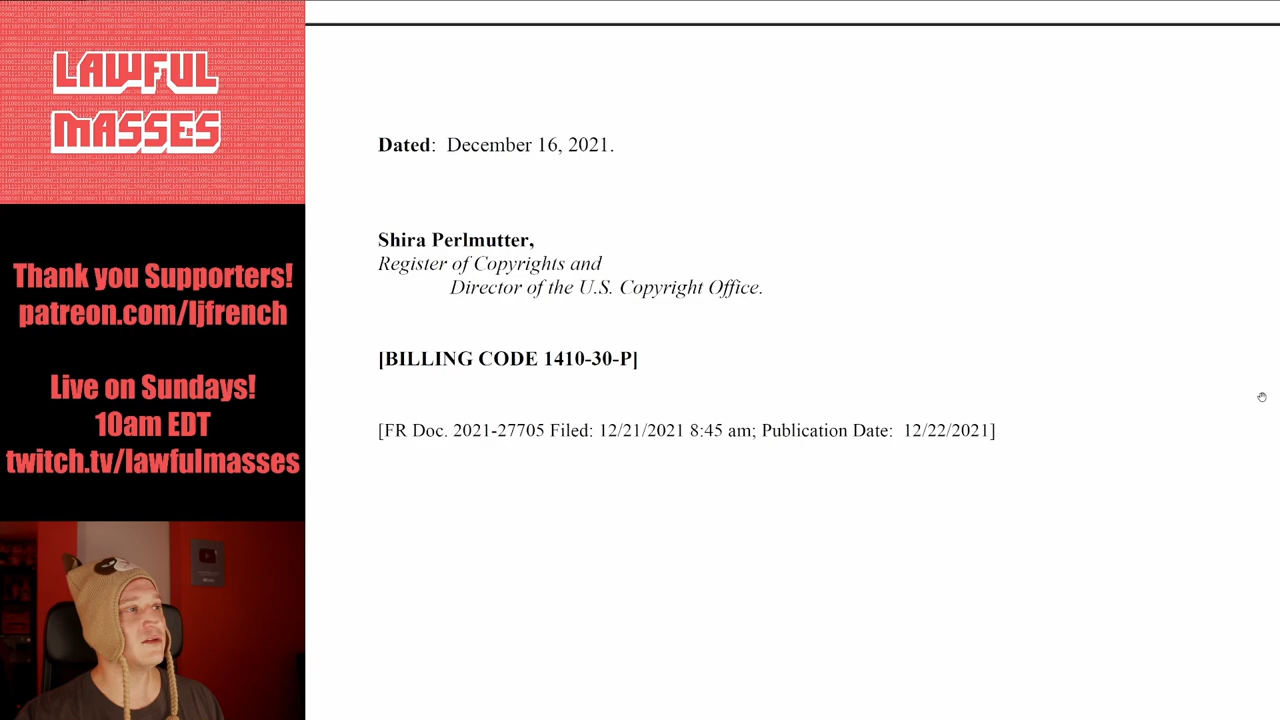 LAWFUL
MASSES
Thank you Supporters!
patreon.com/ljfrench
Live on Sundays!
10am EDT
twitch.tv/lawfulmasses
Dated:  December 16, 2021.
Shira Perlmutter,
Register of Copyrights and
Director of the U.S. Copyright Office.
[BILLING CODE 1410-30-P]
[FR Doc. 2021-27705 Filed: 12/21/2021 8:45 am; Publication Date:  12/22/2021]